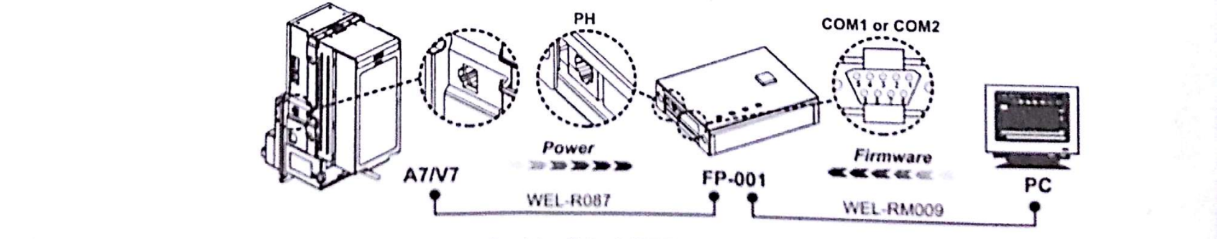 PH
COM1 or COM2
Power
Firmware
A7/V7
FP-001
PC
WEL-R087
WEL-RM009